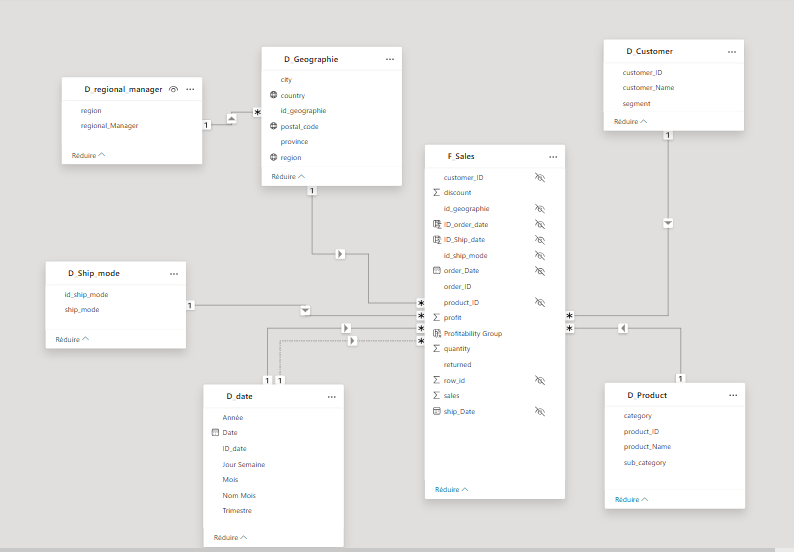 D_regional_manager
region
regional_Manager
Réduire
1
*
D_Geographie
city
country
id_geographie
postal_code
province
region
Réduire
1
D_Customer
customer_ID
customer_Name
segment
Réduire
1
F_Sales
customer_ID
discount
id_geographie
ID_order_date
ID_Ship_date
id_ship_mode
order_Date
order_ID
product_ID
profit
Profitability Group
quantity
returned
row_id
sales
ship_Date
Réduire
*
*
*
*
*
*
D_Ship_mode
id_ship_mode
ship_mode
Réduire
1
1 1
D_date
Année
Date
ID_date
Jour Semaine
Mois
Nom Mois
Trimestre
Réduire
1
D_Product
category
product_ID
product_Name
sub_category
Réduire